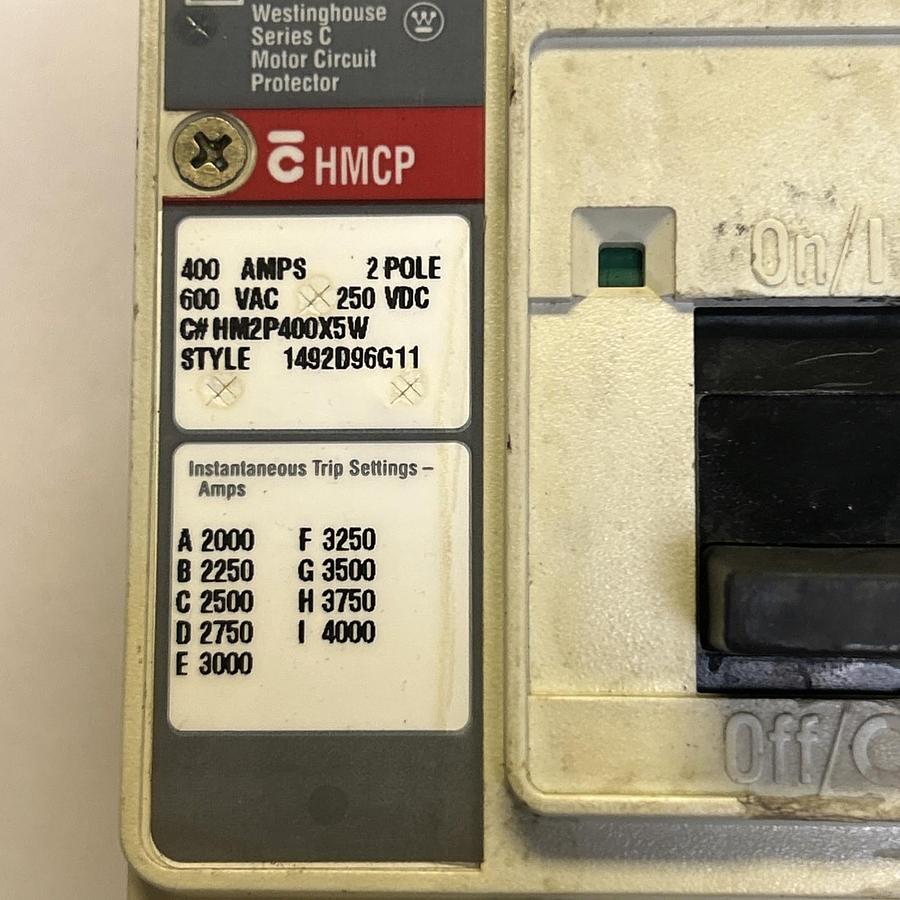 Westinghouse
Series C
Motor Circuit
Protector
C HMCP
400 AMPS 2 POLE
600 VAC 250 VDC
C# HM2P400X5W
STYLE 1492D96G11
Instantaneous Trip Settings –
Amps
A 2000 F 3250
B 2250 G 3500
C 2500 H 3750
D 2750 I 4000
E 3000
On/I
Off/